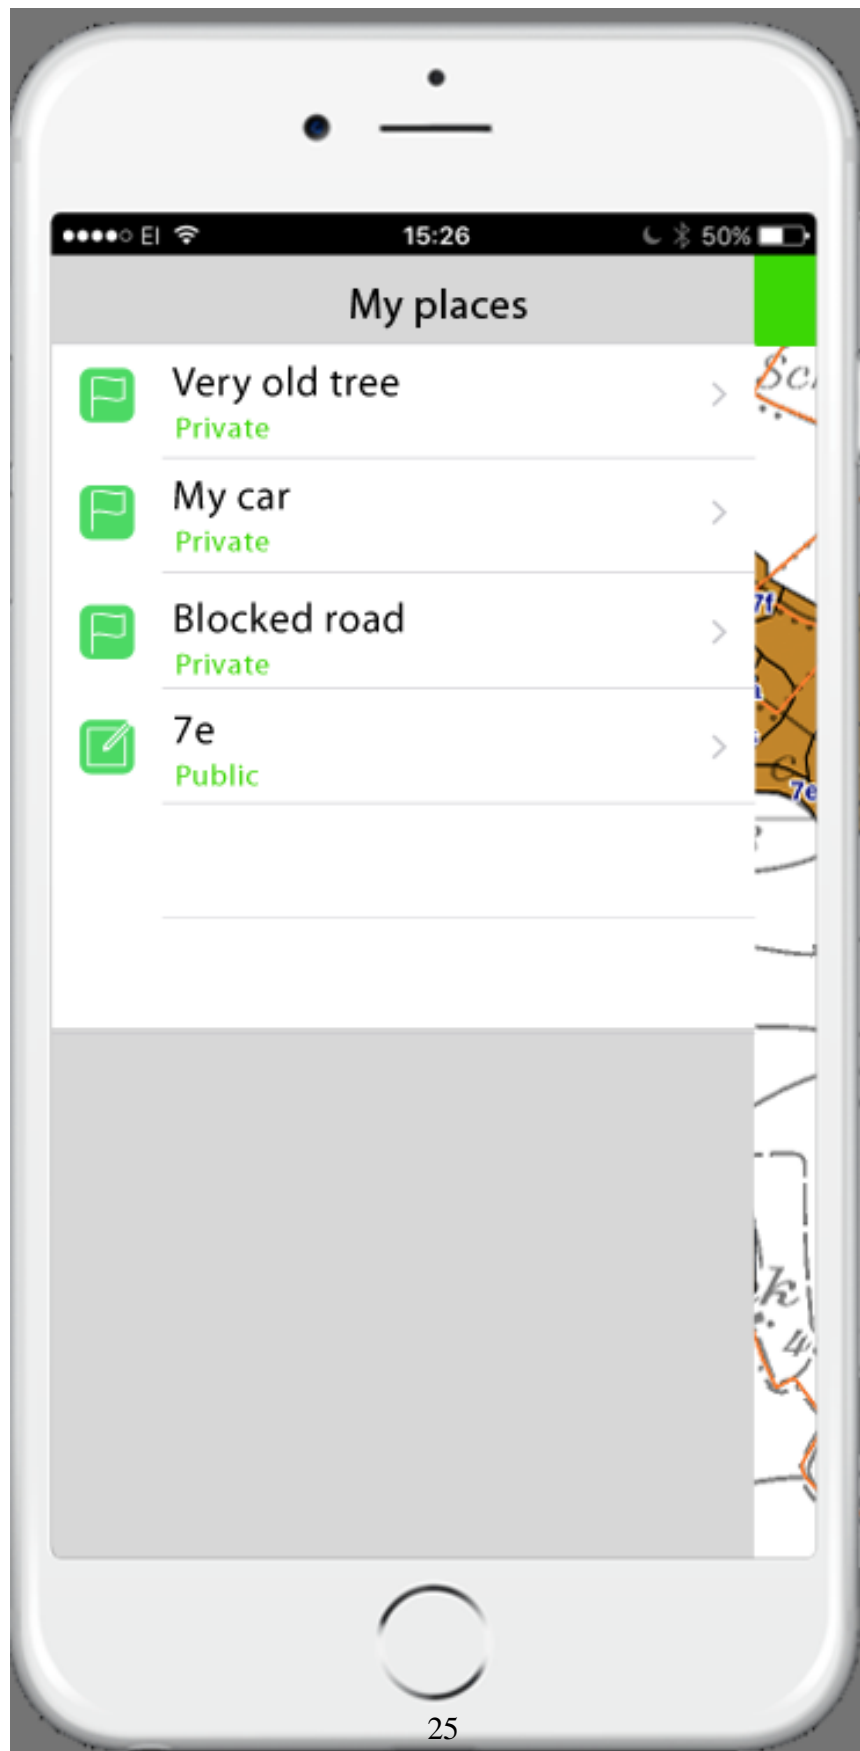 EI 15:26 50%
My places
Very old tree
Private
My car
Private
Blocked road
Private
7e
Public
7f
7e
k
4
25